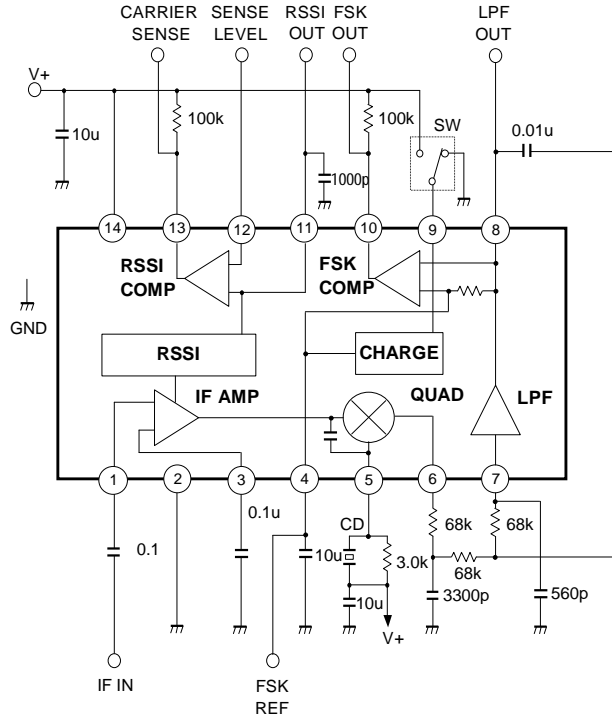 CARRIER SENSE
SENSE LEVEL
RSSI OUT
FSK OUT
LPF OUT
V+
10u
100k
100k
SW
0.01u
1000p
14
13
12
11
10
9
8
RSSI COMP
FSK COMP
GND
RSSI
CHARGE
IF AMP
QUAD
LPF
1
2
3
4
5
6
7
0.1
0.1u
10u
CD
3.0k
10u
V+
68k
68k
68k
3300p
560p
IF IN
FSK REF